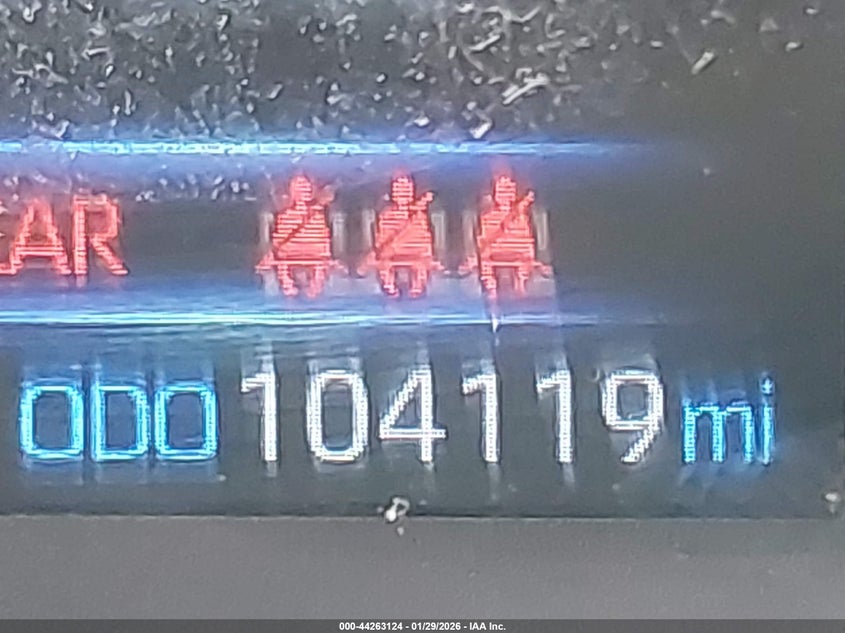 EAR
ODO 104119 mi
000-44263124 - 01/29/2026 - IAA Inc.